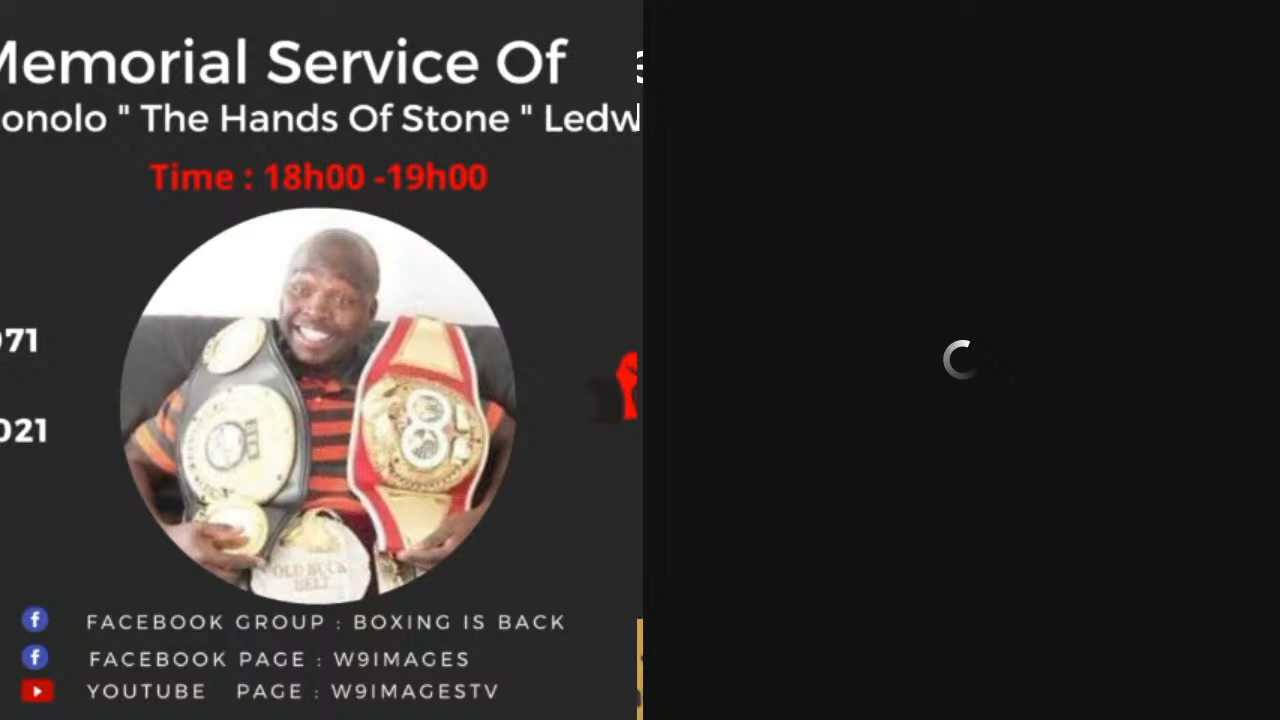 Memorial Service Of
onolo " The Hands Of Stone " Ledw
Time : 18h00 -19h00
071
021
OLD BUCK
BELT
FACEBOOK GROUP : BOXING IS BACK
FACEBOOK PAGE : W9IMAGES
YOUTUBE PAGE : W9IMAGESTV